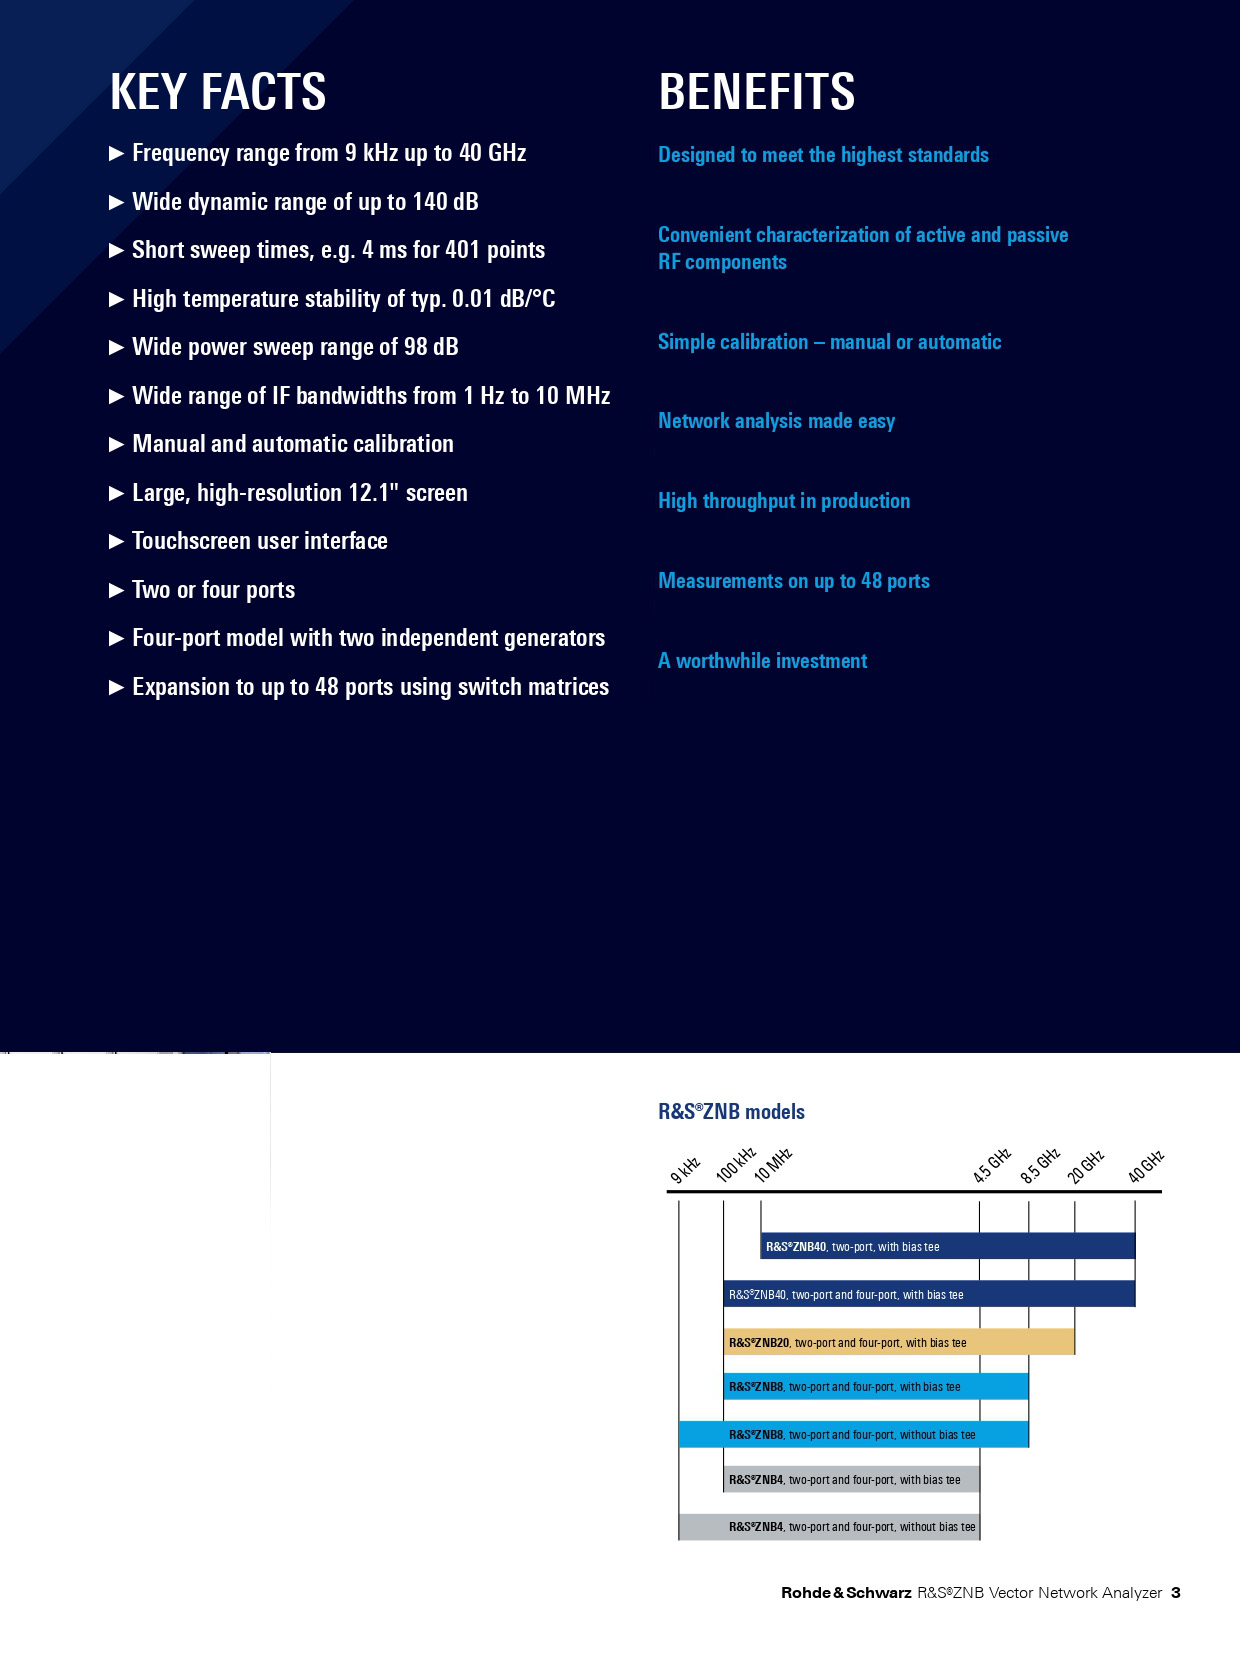 KEY FACTS
► Frequency range from 9 kHz up to 40 GHz
► Wide dynamic range of up to 140 dB
► Short sweep times, e.g. 4 ms for 401 points
► High temperature stability of typ. 0.01 dB/°C
► Wide power sweep range of 98 dB
► Wide range of IF bandwidths from 1 Hz to 10 MHz
► Manual and automatic calibration
► Large, high-resolution 12.1" screen
► Touchscreen user interface
► Two or four ports
► Four-port model with two independent generators
► Expansion to up to 48 ports using switch matrices
BENEFITS
Designed to meet the highest standards
Convenient characterization of active and passive
RF components
Simple calibration – manual or automatic
Network analysis made easy
High throughput in production
Measurements on up to 48 ports
A worthwhile investment
R&S®ZNB models
9 kHz 100 kHz 10 MHz 4.5 GHz 8.5 GHz 20 GHz 40 GHz
R&S®ZNB40, two-port, with bias tee
R&S®ZNB40, two-port and four-port, with bias tee
R&S®ZNB20, two-port and four-port, with bias tee
R&S®ZNB8, two-port and four-port, with bias tee
R&S®ZNB8, two-port and four-port, without bias tee
R&S®ZNB4, two-port and four-port, with bias tee
R&S®ZNB4, two-port and four-port, without bias tee
Rohde & Schwarz R&S®ZNB Vector Network Analyzer 3